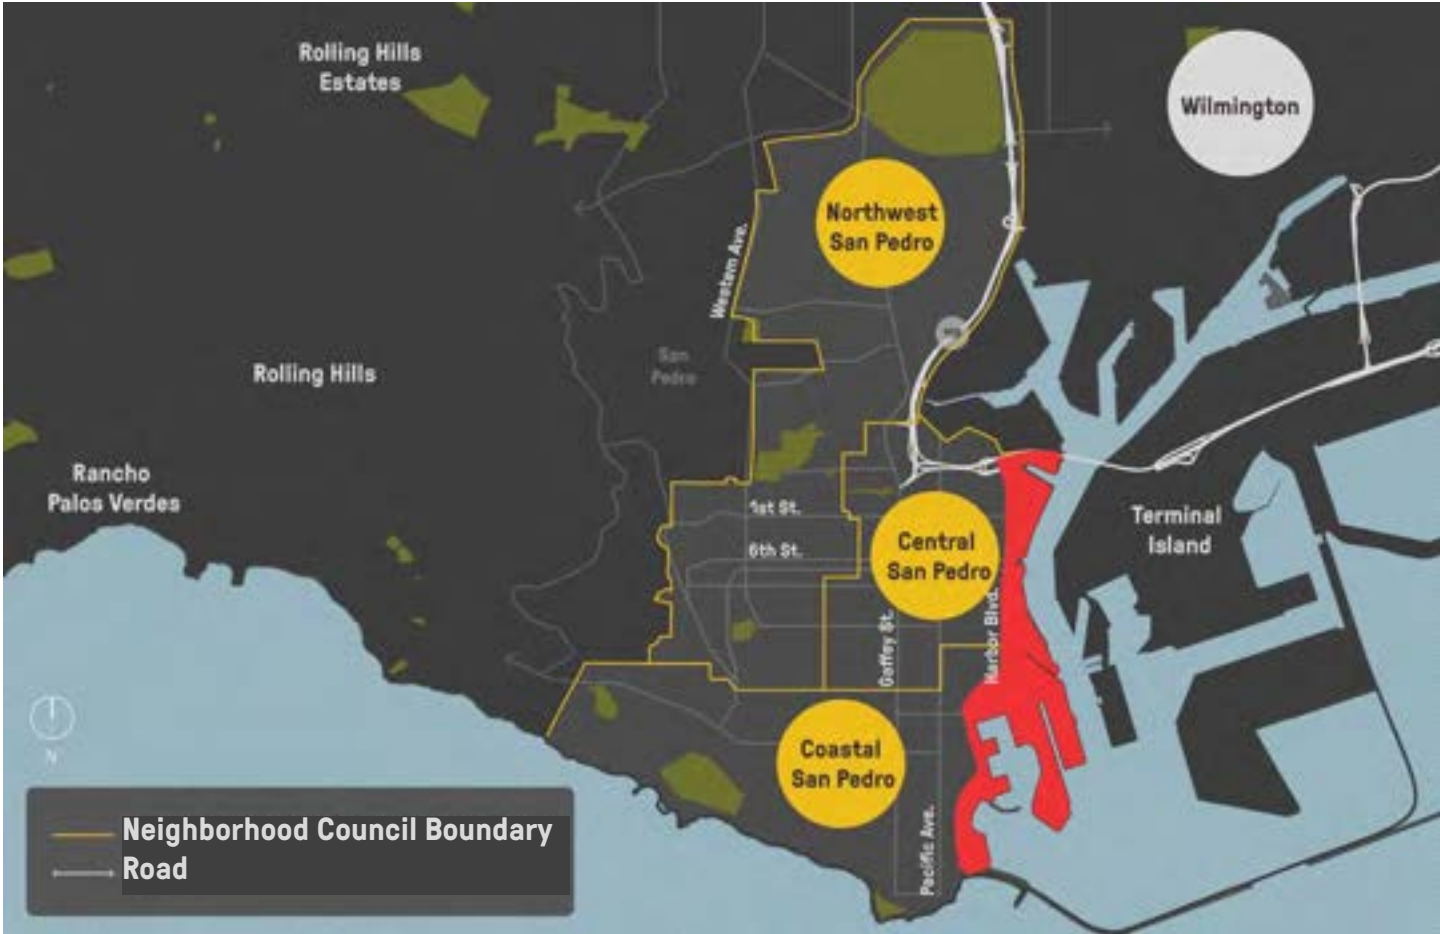 Rolling Hills
Estates
Wilmington
Northwest
San Pedro
Western Ave.
San
Pedro
Rolling Hills
Rancho
Palos Verdes
1st St.
6th St.
Central
San Pedro
Terminal
Island
Gaffey St.
Harbor Blvd.
Coastal
San Pedro
Pacific Ave.
N
Neighborhood Council Boundary
Road